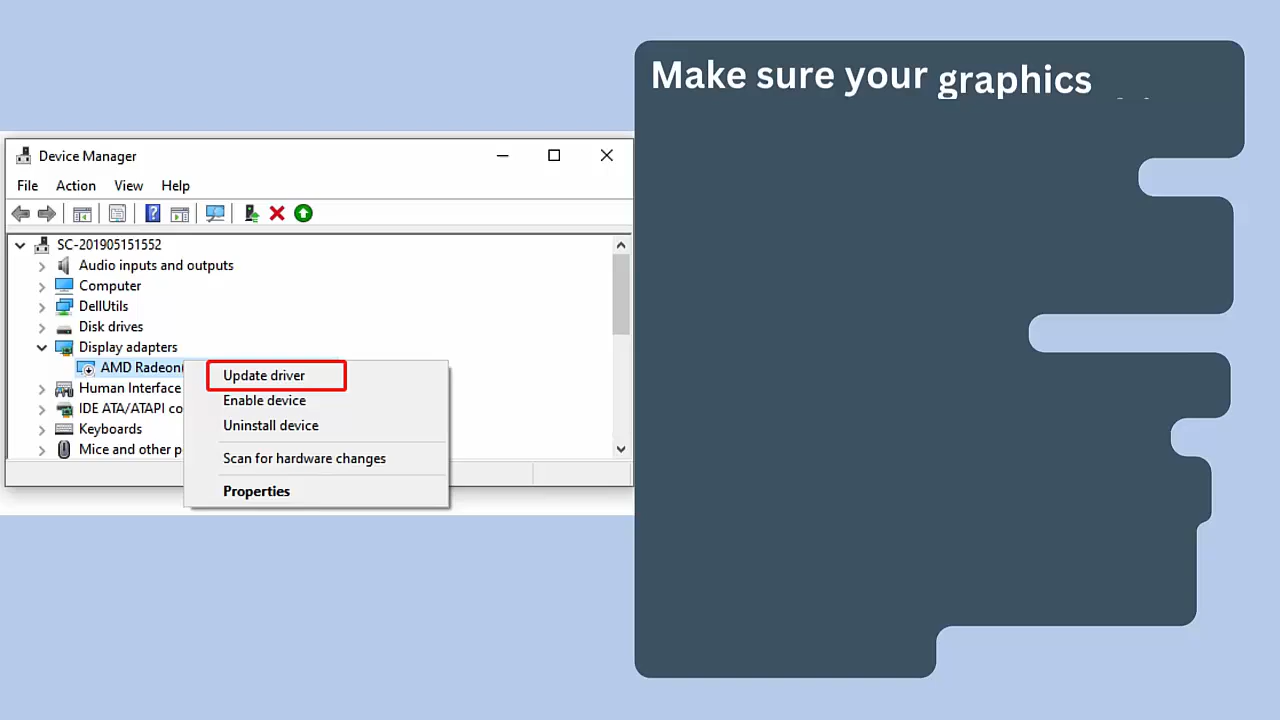 Make sure your graphics
Device Manager
File Action View Help
SC-201905151552
Audio inputs and outputs
Computer
DellUtils
Disk drives
Display adapters
AMD Radeon
Update driver
Human Interface
Enable device
IDE ATA/ATAPI co
Uninstall device
Keyboards
Mice and other p
Scan for hardware changes
Properties